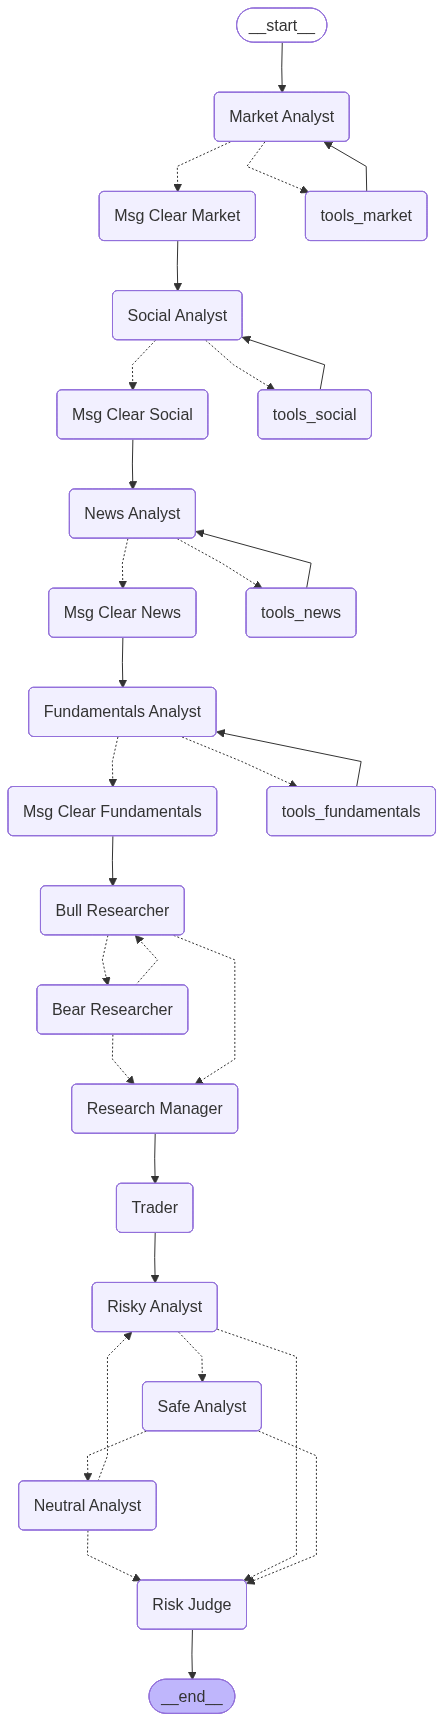 __start__
Market Analyst
Msg Clear Market
tools_market
Social Analyst
Msg Clear Social
tools_social
News Analyst
Msg Clear News
tools_news
Fundamentals Analyst
Msg Clear Fundamentals
tools_fundamentals
Bull Researcher
Bear Researcher
Research Manager
Trader
Risky Analyst
Safe Analyst
Neutral Analyst
Risk Judge
__end__